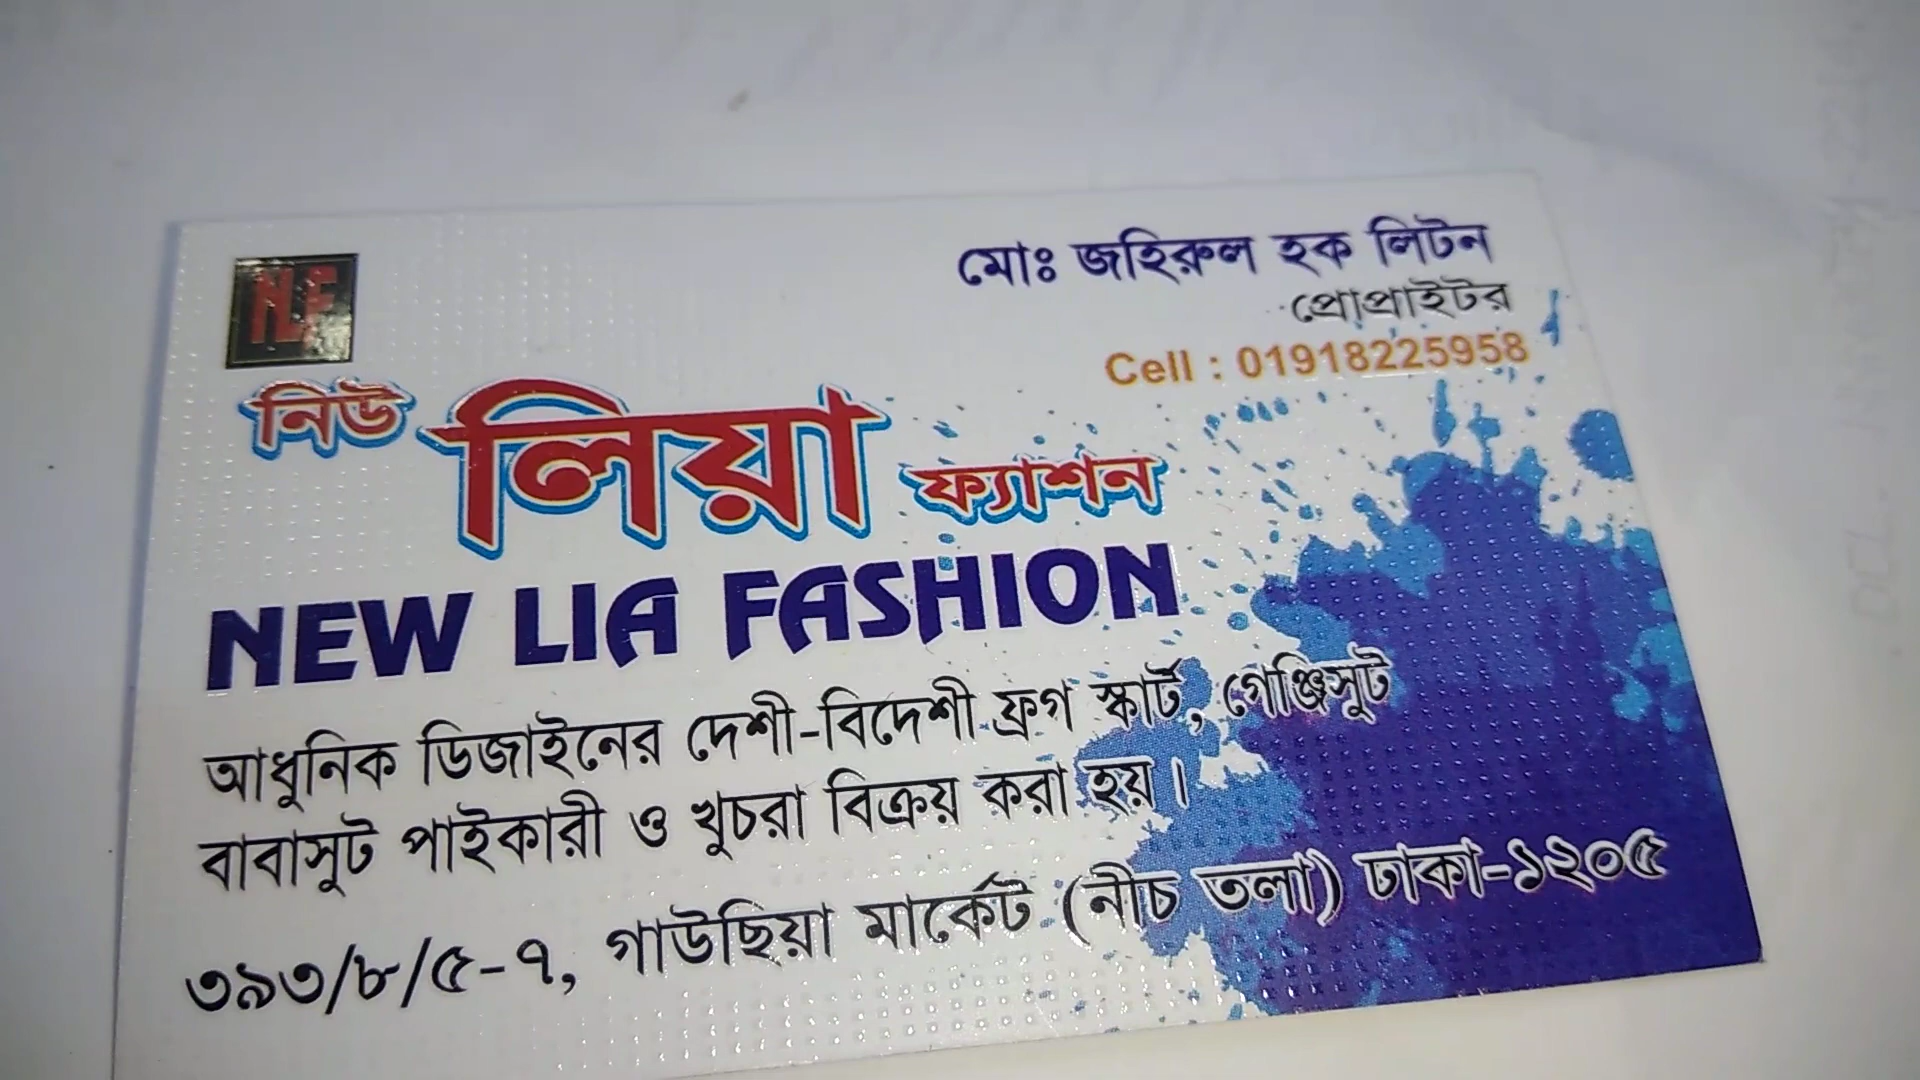 NLF
মোঃ জহিরুল হক লিটন
প্রোপ্রাইটর
Cell : 01918225958
নিউ লিয়া ফ্যাশন
NEW LIA FASHION
আধুনিক ডিজাইনের দেশী-বিদেশী ফ্রগ স্কার্ট, গেঞ্জিসুট
বাবাসুট পাইকারী ও খুচরা বিক্রয় করা হয়।
৩৯৩/৮/৫-৭, গাউছিয়া মার্কেট (নীচ তলা) ঢাকা-১২০৫